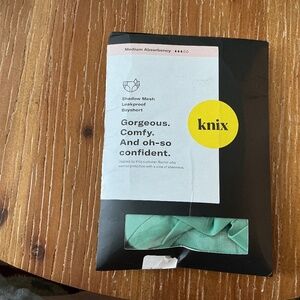 Medium Absorbency
Shadow Mesh
Leakproof
Boyshort
Gorgeous.
Comfy.
And oh-so
confident.
knix